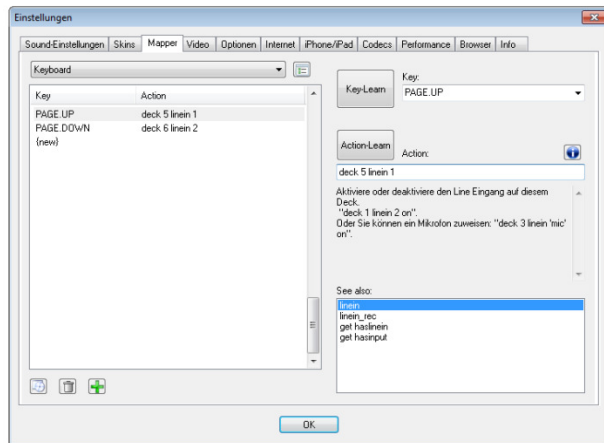 Einstellungen
Sound-Einstellungen Skins Mapper Video Optionen Internet iPhone/iPad Codecs Performance Browser Info
Keyboard
Key Action
PAGE.UP deck 5 linein 1
PAGE.DOWN deck 6 linein 2
{new}
Key-Learn
Key:
PAGE.UP
Action-Learn
Action:
deck 5 linein 1
Aktiviere oder deaktiviere den Line Eingang auf diesem
Deck.
"deck 1 linein 2 on".
Oder Sie können ein Mikrofon zuweisen: "deck 3 linein 'mic'
on".
See also:
linein
linein_rec
get haslinein
get hasinput
OK